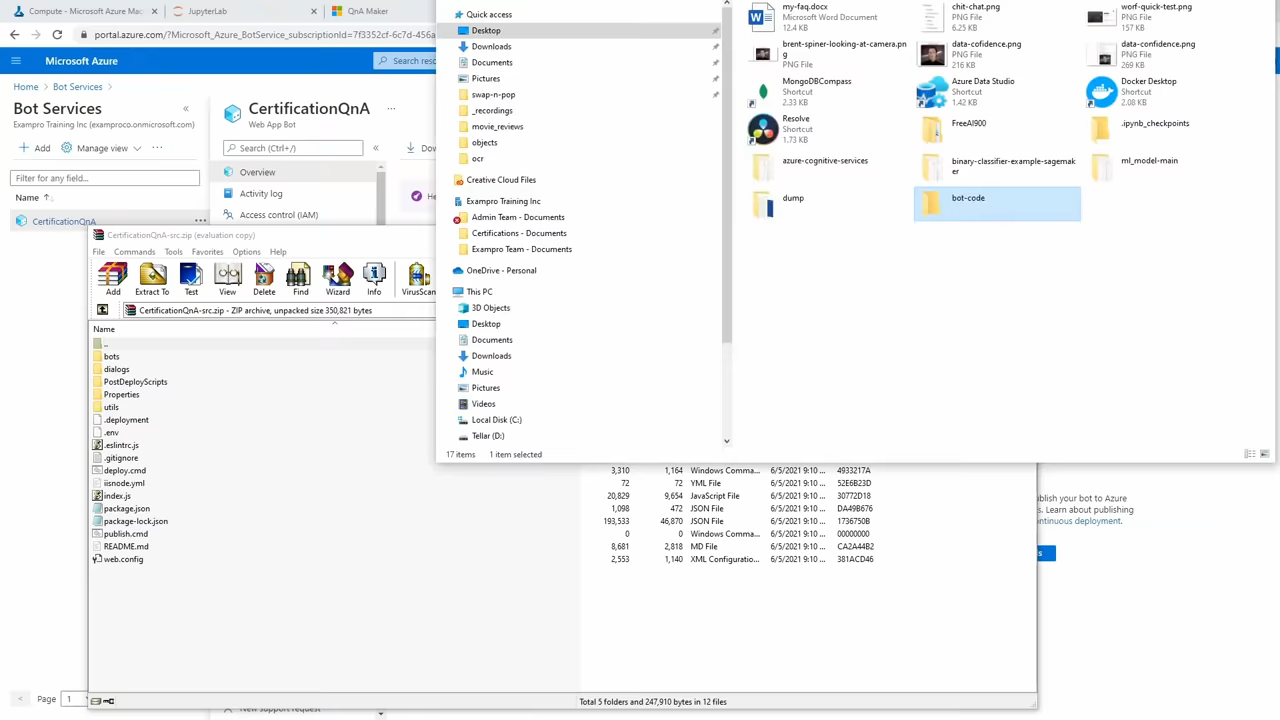 Compute - Microsoft Azure Mac
JupyterLab
QnA Maker
portal.azure.com/?Microsoft_Azure_BotService_subscriptionId=7f3352cf-6c7d-456a
Microsoft Azure
Search resc
Home > Bot Services >
Bot Services
Exampro Training Inc (examproco.onmicrosoft.com)
+ Add
Manage view
Filter for any field...
Name
CertificationQnA
CertificationQnA
Web App Bot
Search (Ctrl+/)
Dow
Overview
Activity log
Access control (IAM)
He
Page
1
New support request
ublish your bot to Azure
s. Learn about publishing
ontinuous deployment.
s
CertificationQnA-src.zip (evaluation copy)
File Commands Tools Favorites Options Help
Add Extract To Test View Delete Find Wizard Info VirusScan
CertificationQnA-src.zip - ZIP archive, unpacked size 350,821 bytes
Name
..
bots
dialogs
PostDeployScripts
Properties
utils
.deployment
.env
.eslintrc.js
.gitignore
deploy.cmd
iisnode.yml
index.js
package.json
package-lock.json
publish.cmd
README.md
web.config
3,310 1,164 Windows Comma... 6/5/2021 9:10 ... 4933217A
72 72 YML File 6/5/2021 9:10 ... 52E6B23D
20,829 9,654 JavaScript File 6/5/2021 9:10 ... 30772D18
1,098 472 JSON File 6/5/2021 9:10 ... DA49B676
193,533 46,870 JSON File 6/5/2021 9:10 ... 1736750B
0 0 Windows Comma... 6/5/2021 9:10 ... 00000000
8,681 2,818 MD File 6/5/2021 9:10 ... CA2A44B2
2,553 1,140 XML Configuratio... 6/5/2021 9:10 ... 381ACD46
Total 5 folders and 247,910 bytes in 12 files
Quick access
Desktop
Downloads
Documents
Pictures
swap-n-pop
_recordings
movie_reviews
objects
ocr
Creative Cloud Files
Exampro Training Inc
Admin Team - Documents
Certifications - Documents
Exampro Team - Documents
OneDrive - Personal
This PC
3D Objects
Desktop
Documents
Downloads
Music
Pictures
Videos
Local Disk (C:)
Tellar (D:)
17 items
1 item selected
my-faq.docx
Microsoft Word Document
12.4 KB
chit-chat.png
PNG File
6.25 KB
worf-quick-test.png
PNG File
157 KB
brent-spiner-looking-at-camera.pn
g
PNG File
data-cofidence.png
PNG File
216 KB
data-confidence.png
PNG File
269 KB
MongoDBCompass
Shortcut
2.33 KB
Azure Data Studio
Shortcut
1.42 KB
Docker Desktop
Shortcut
2.08 KB
Resolve
Shortcut
1.73 KB
FreeAI900
.ipynb_checkpoints
azure-cognitive-services
binary-classifier-example-sagemak
er
ml_model-main
dump
bot-code